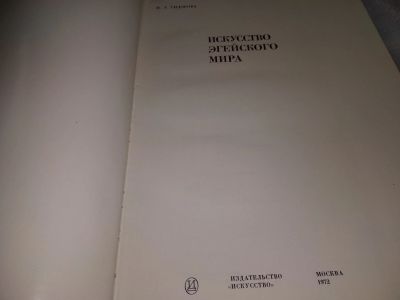 ИСКУССТВО
ЭГЕЙСКОГО
МИРА
ИЗДАТЕЛЬСТВО
«ИСКУССТВО»
МОСКВА
1972